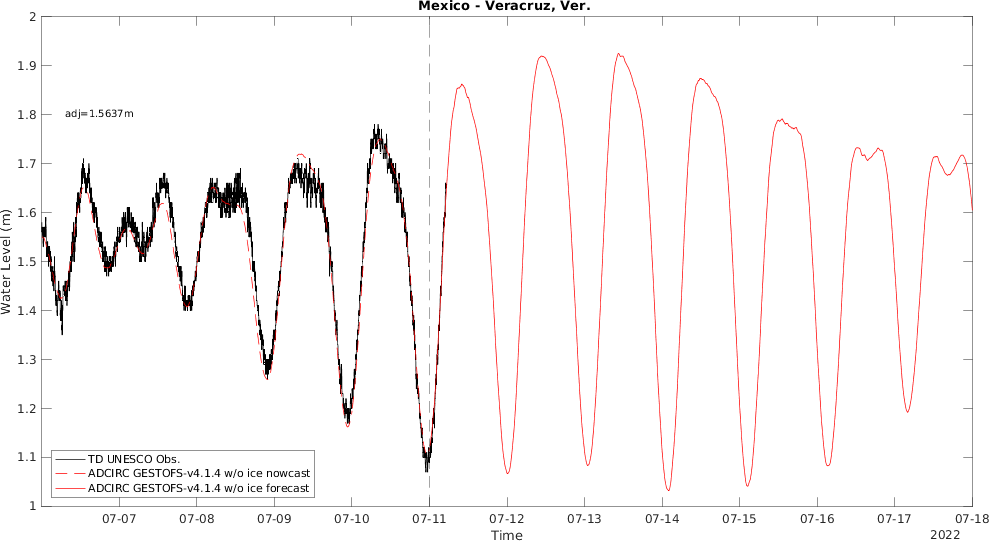 Mexico - Veracruz, Ver.
2
1.9
1.8
1.7
1.6
1.5
1.4
1.3
1.2
1.1
1
Water Level (m)
adj=1.5637m
TD UNESCO Obs.
ADCIRC GESTOFS-v4.1.4 w/o ice nowcast
ADCIRC GESTOFS-v4.1.4 w/o ice forecast
07-07 07-08 07-09 07-10 07-11 07-12 07-13 07-14 07-15 07-16 07-17 07-18
Time
2022